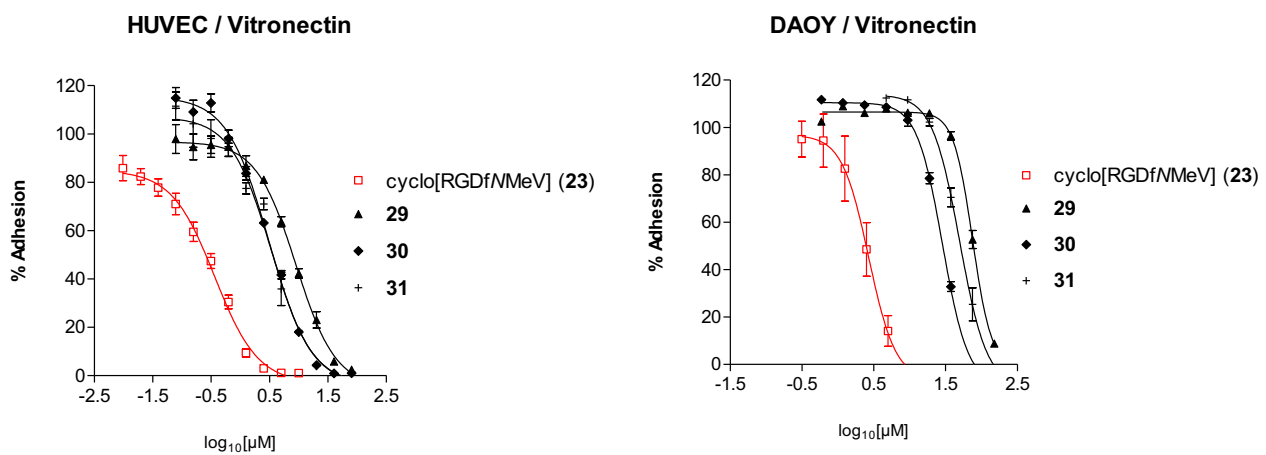 HUVEC / Vitronectin
% Adhesion
120
100
80
60
40
20
0
-2.5 -1.5 -0.5 0.5 1.5 2.5
log10[µM]
cyclo[RGDfNMeV] (23)
29
30
31
DAOY / Vitronectin
% Adhesion
120
100
80
60
40
20
0
-1.5 -0.5 0.5 1.5 2.5
log10[µM]
cyclo[RGDfNMeV] (23)
29
30
31